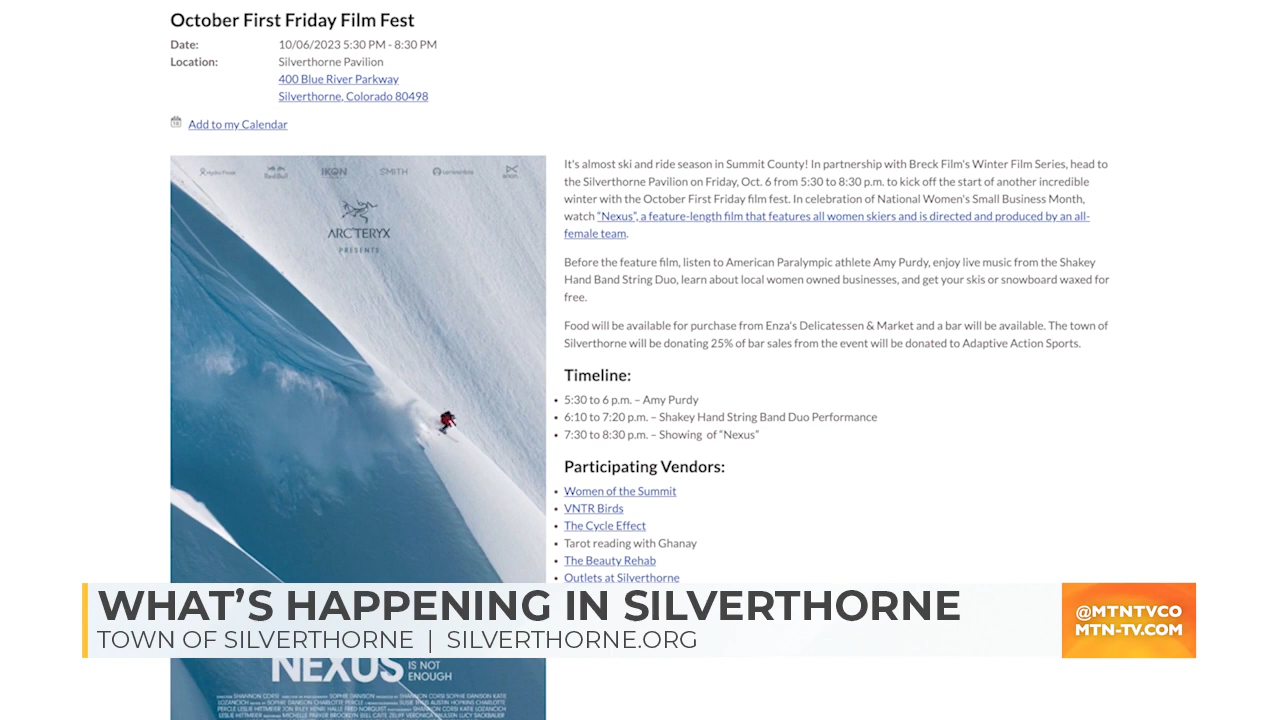 October First Friday Film Fest
Date: 10/06/2023 5:30 PM - 8:30 PM
Location: Silverthorne Pavilion
400 Blue River Parkway
Silverthorne, Colorado 80498
Add to my Calendar
Red Bull IKON SMITH
ARC'TERYX
PRESENTS
It's almost ski and ride season in Summit County! In partnership with Breck Film's Winter Film Series, head to
the Silverthorne Pavilion on Friday, Oct. 6 from 5:30 to 8:30 p.m. to kick off the start of another incredible
winter with the October First Friday film fest. In celebration of National Women's Small Business Month,
watch "Nexus", a feature-length film that features all women skiers and is directed and produced by an all-
female team.
Before the feature film, listen to American Paralympic athlete Amy Purdy, enjoy live music from the Shakey
Hand Band String Duo, learn about local women owned businesses, and get your skis or snowboard waxed for
free.
Food will be available for purchase from Enza's Delicatessen & Market and a bar will be available. The town of
Silverthorne will be donating 25% of bar sales from the event will be donated to Adaptive Action Sports.
Timeline:
• 5:30 to 6 p.m. – Amy Purdy
• 6:10 to 7:20 p.m. – Shakey Hand String Band Duo Performance
• 7:30 to 8:30 p.m. – Showing of "Nexus"
Participating Vendors:
• Women of the Summit
• VNTR Birds
• The Cycle Effect
• Tarot reading with Ghanay
• The Beauty Rehab
• Outlets at Silverthorne
WHAT'S HAPPENING IN SILVERTHORNE
TOWN OF SILVERTHORNE | SILVERTHORNE.ORG
@MTNTVCO
MTN-TV.COM
NEXUS IS NOT
ENOUGH